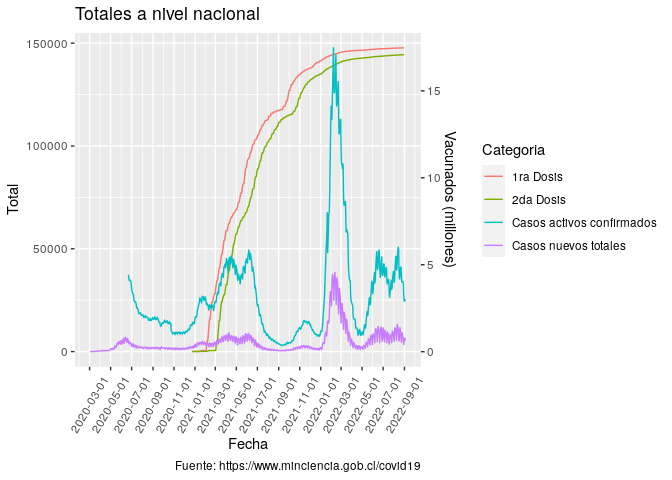 Totales a nivel nacional
150000
100000
50000
0
Total
15
10
5
0
Vacunados (millones)
2020-03-01
2020-05-01
2020-07-01
2020-09-01
2020-11-01
2021-01-01
2021-03-01
2021-05-01
2021-07-01
2021-09-01
2021-11-01
2022-01-01
2022-03-01
2022-05-01
2022-07-01
2022-09-01
Fecha
Fuente: https://www.minciencia.gob.cl/covid19
Categoria
1ra Dosis
2da Dosis
Casos activos confirmados
Casos nuevos totales